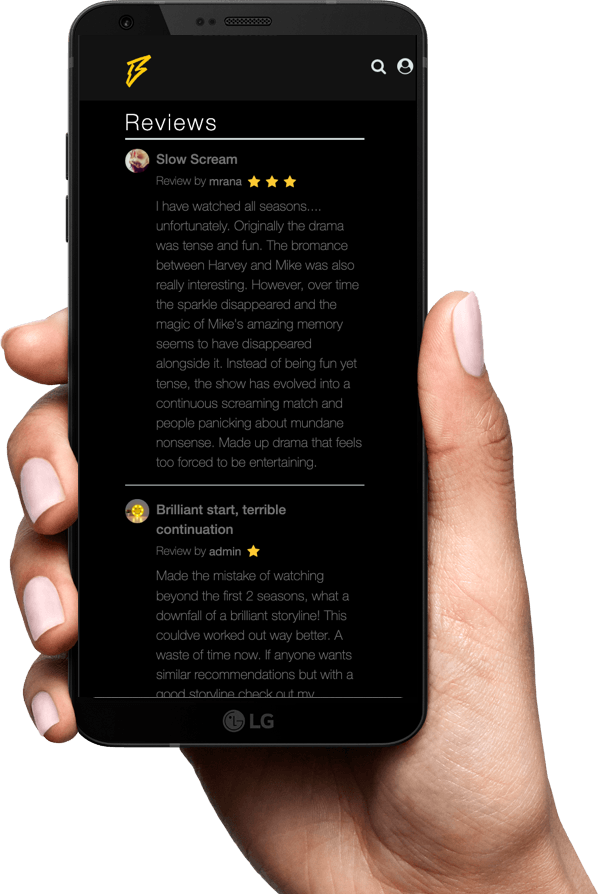 Reviews
Slow Scream
Review by mrana
I have watched all seasons....
unfortunately. Originally the drama
was tense and fun. The bromance
between Harvey and Mike was also
really interesting. However, over time
the sparkle disappeared and the
magic of Mike's amazing memory
seems to have disappeared
alongside it. Instead of being fun yet
tense, the show has evolved into a
continuous screaming match and
people panicking about mundane
nonsense. Made up drama that feels
too forced to be entertaining.
Brilliant start, terrible
continuation
Review by admin
Made the mistake of watching
beyond the first 2 seasons, what a
downfall of a brilliant storyline! This
couldve worked out way better. A
waste of time now. If anyone wants
similar recommendations but with a
good storyline check out my
LG